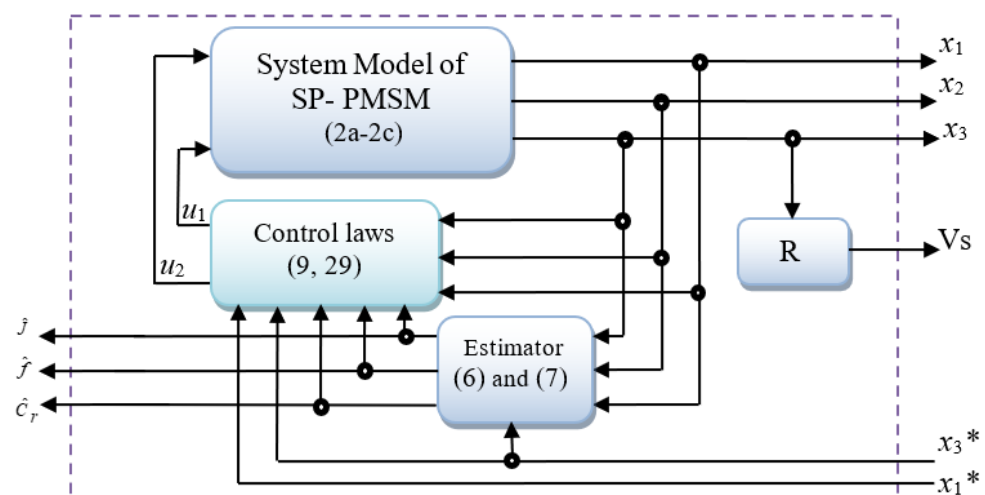 System Model of
SP- PMSM
(2a-2c)
x₁
x₂
x₃
u₁
u₂
Control laws
(9, 29)
R
Vs
Ĵ
f̂
Ĉᵣ
Estimator
(6) and (7)
x₃*
x₁*